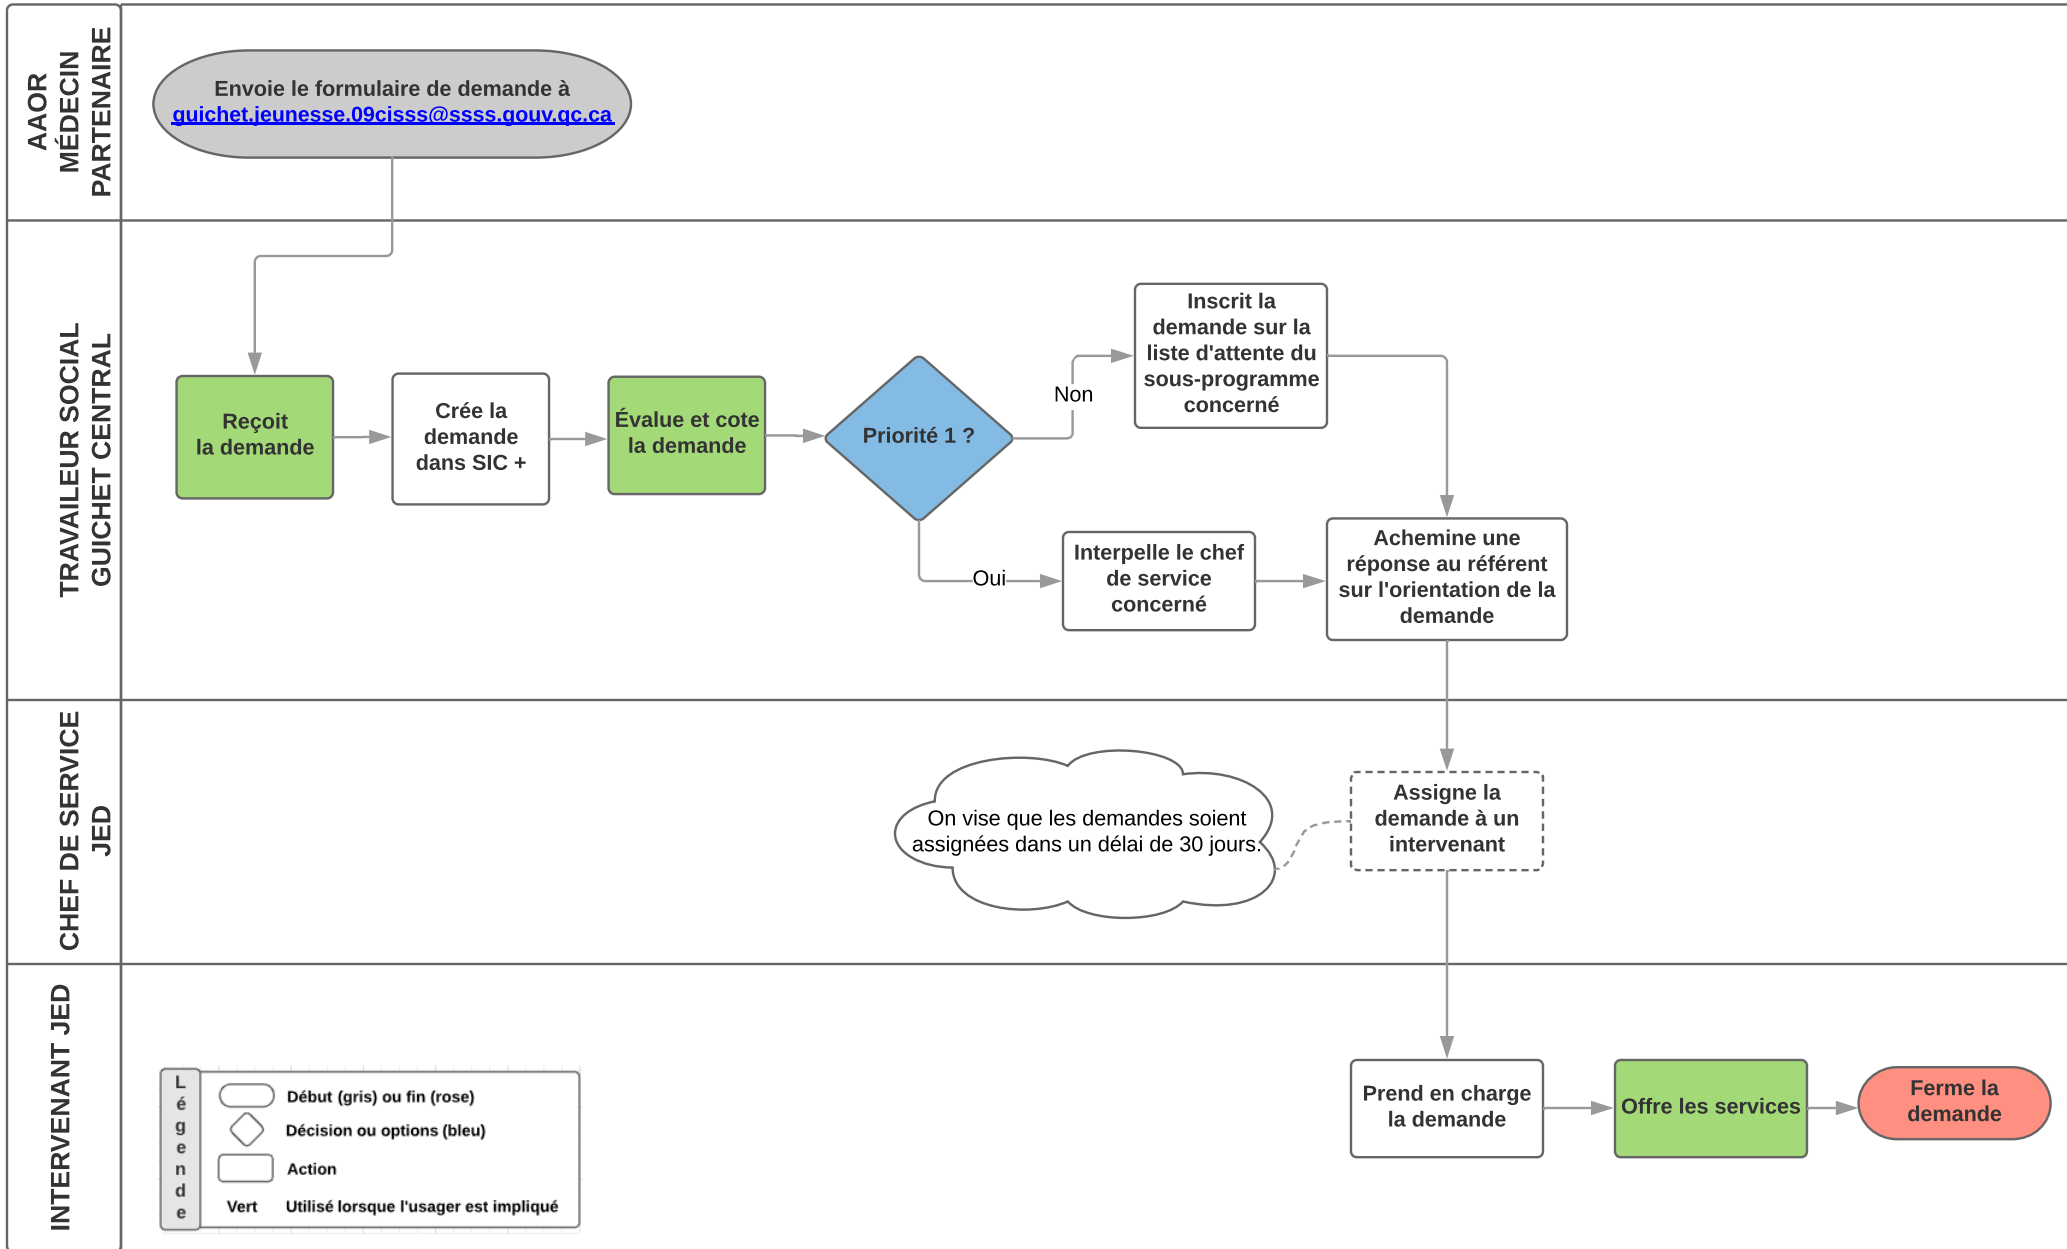 AAOR
MÉDECIN
PARTENAIRE
Envoie le formulaire de demande à
guichet.jeunesse.09cisss@ssss.gouv.qc.ca
TRAVAILEUR SOCIAL
GUICHET CENTRAL
Reçoit
la demande
Crée la
demande
dans SIC +
Évalue et cote
la demande
Priorité 1 ?
Non
Inscrit la
demande sur la
liste d'attente du
sous-programme
concerné
Oui
Interpelle le chef
de service
concerné
Achemine une
réponse au référent
sur l'orientation de la
demande
CHEF DE SERVICE
JED
On vise que les demandes soient
assignées dans un délai de 30 jours.
Assigne la
demande à un
intervenant
INTERVENANT JED
Prend en charge
la demande
Offre les services
Ferme la
demande
Légende
Début (gris) ou fin (rose)
Décision ou options (bleu)
Action
Vert Utilisé lorsque l'usager est impliqué